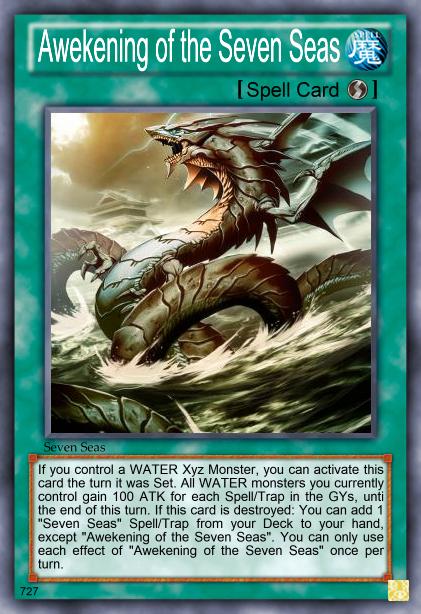 Awekening of the Seven Seas
SPELL
魔
[Spell Card ]
Seven Seas
If you control a WATER Xyz Monster, you can activate this
card the turn it was Set. All WATER monsters you currently
control gain 100 ATK for each Spell/Trap in the GYs, unti
the end of this turn. If this card is destroyed: You can add 1
"Seven Seas" Spell/Trap from your Deck to your hand,
except "Awakening of the Seven Seas". You can only use
each effect of "Awekening of the Seven Seas" once per
turn.
727